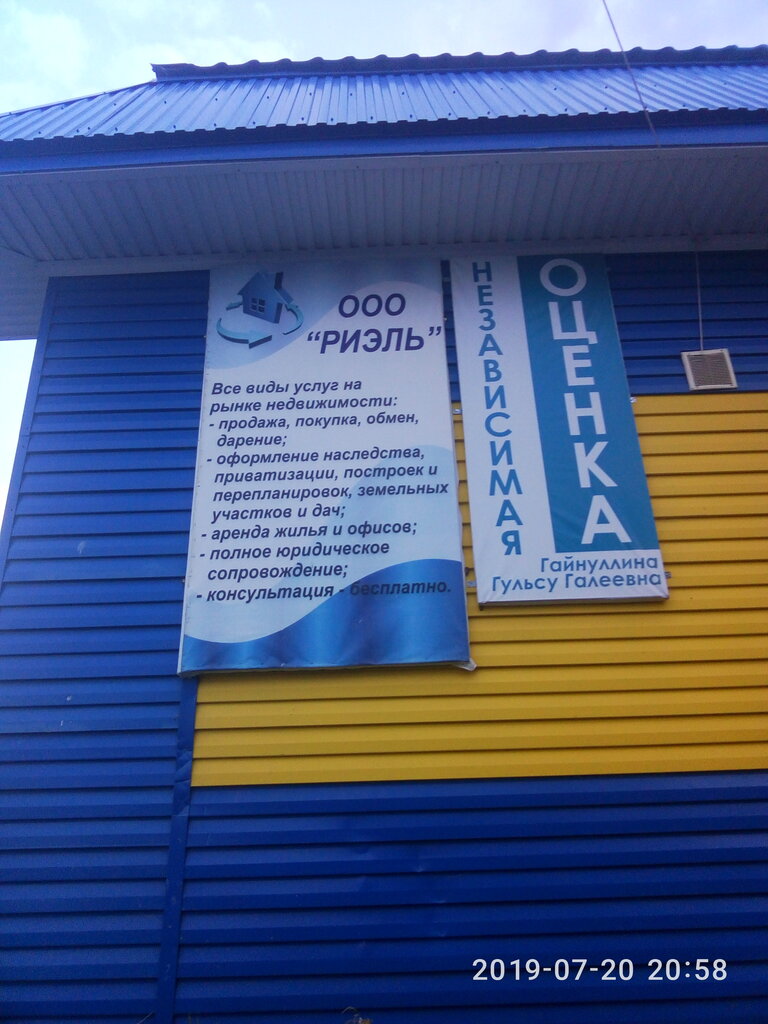 ООО
“РИЭЛЬ”
Все виды услуг на
рынке недвижимости:
- продажа, покупка, обмен,
дарение;
- оформление наследства,
приватизации, построек и
перепланировок, земельных
участков и дач;
- аренда жилья и офисов;
- полное юридическое
сопровождение;
- консультация - бесплатно.
НЕЗАВИСИМАЯ
ОЦЕНКА
Гайнуллина
Гульсу Галеевна
2019-07-20 20:58